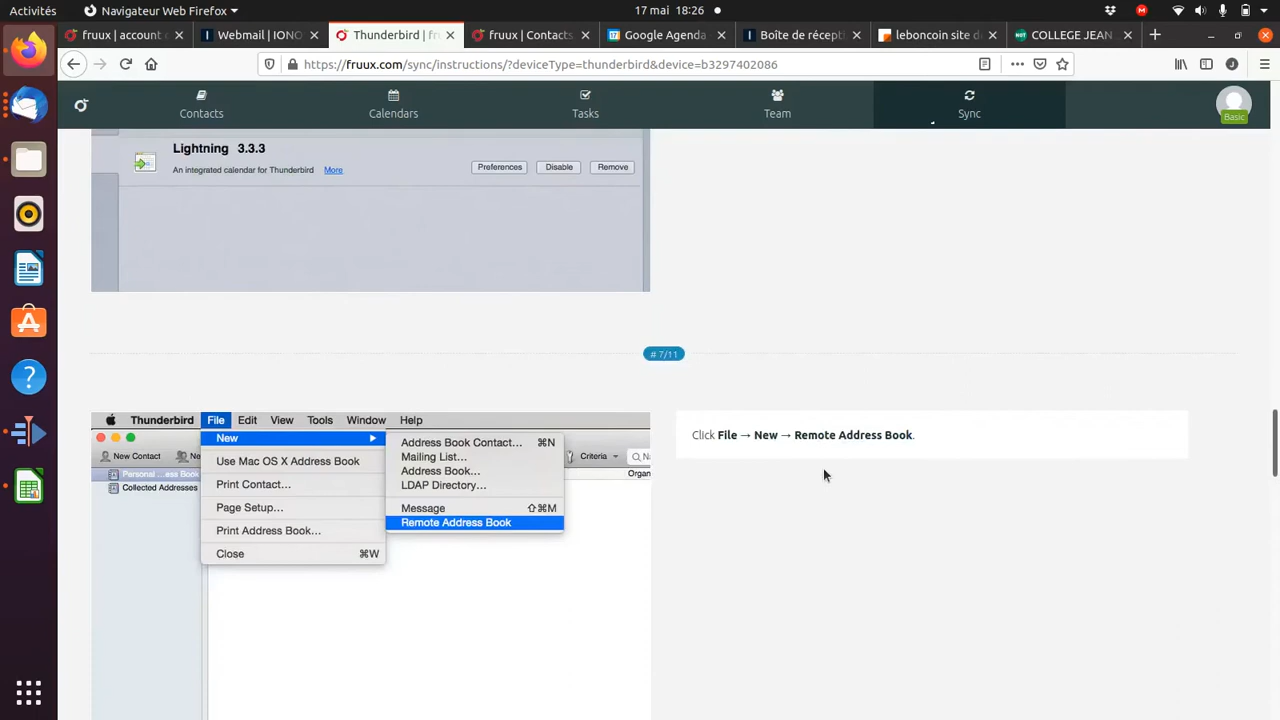 Activités
Navigateur Web Firefox
17 mai 18:26
fruux | account
Webmail | IONO
Thunderbird | fr
fruux | Contacts
Google Agenda
Boîte de récept
leboncoin site d
COLLEGE JEAN
https://fruux.com/sync/instructions/?deviceType=thunderbird&device=b3297402086
Contacts
Calendars
Tasks
Team
Sync
Basic
Lightning 3.3.3
An integrated calendar for Thunderbird More
Preferences
Disable
Remove
# 7/11
Thunderbird File Edit View Tools Window Help
New
Address Book Contact... ⌘N
New Contact
Mailing List...
Criteria
Use Mac OS X Address Book
Address Book...
Personal ...ess Book
Organ
Print Contact...
LDAP Directory...
Collected Addresses
Page Setup...
Message ⇧⌘M
Remote Address Book
Print Address Book...
Close ⌘W
Click File → New → Remote Address Book.